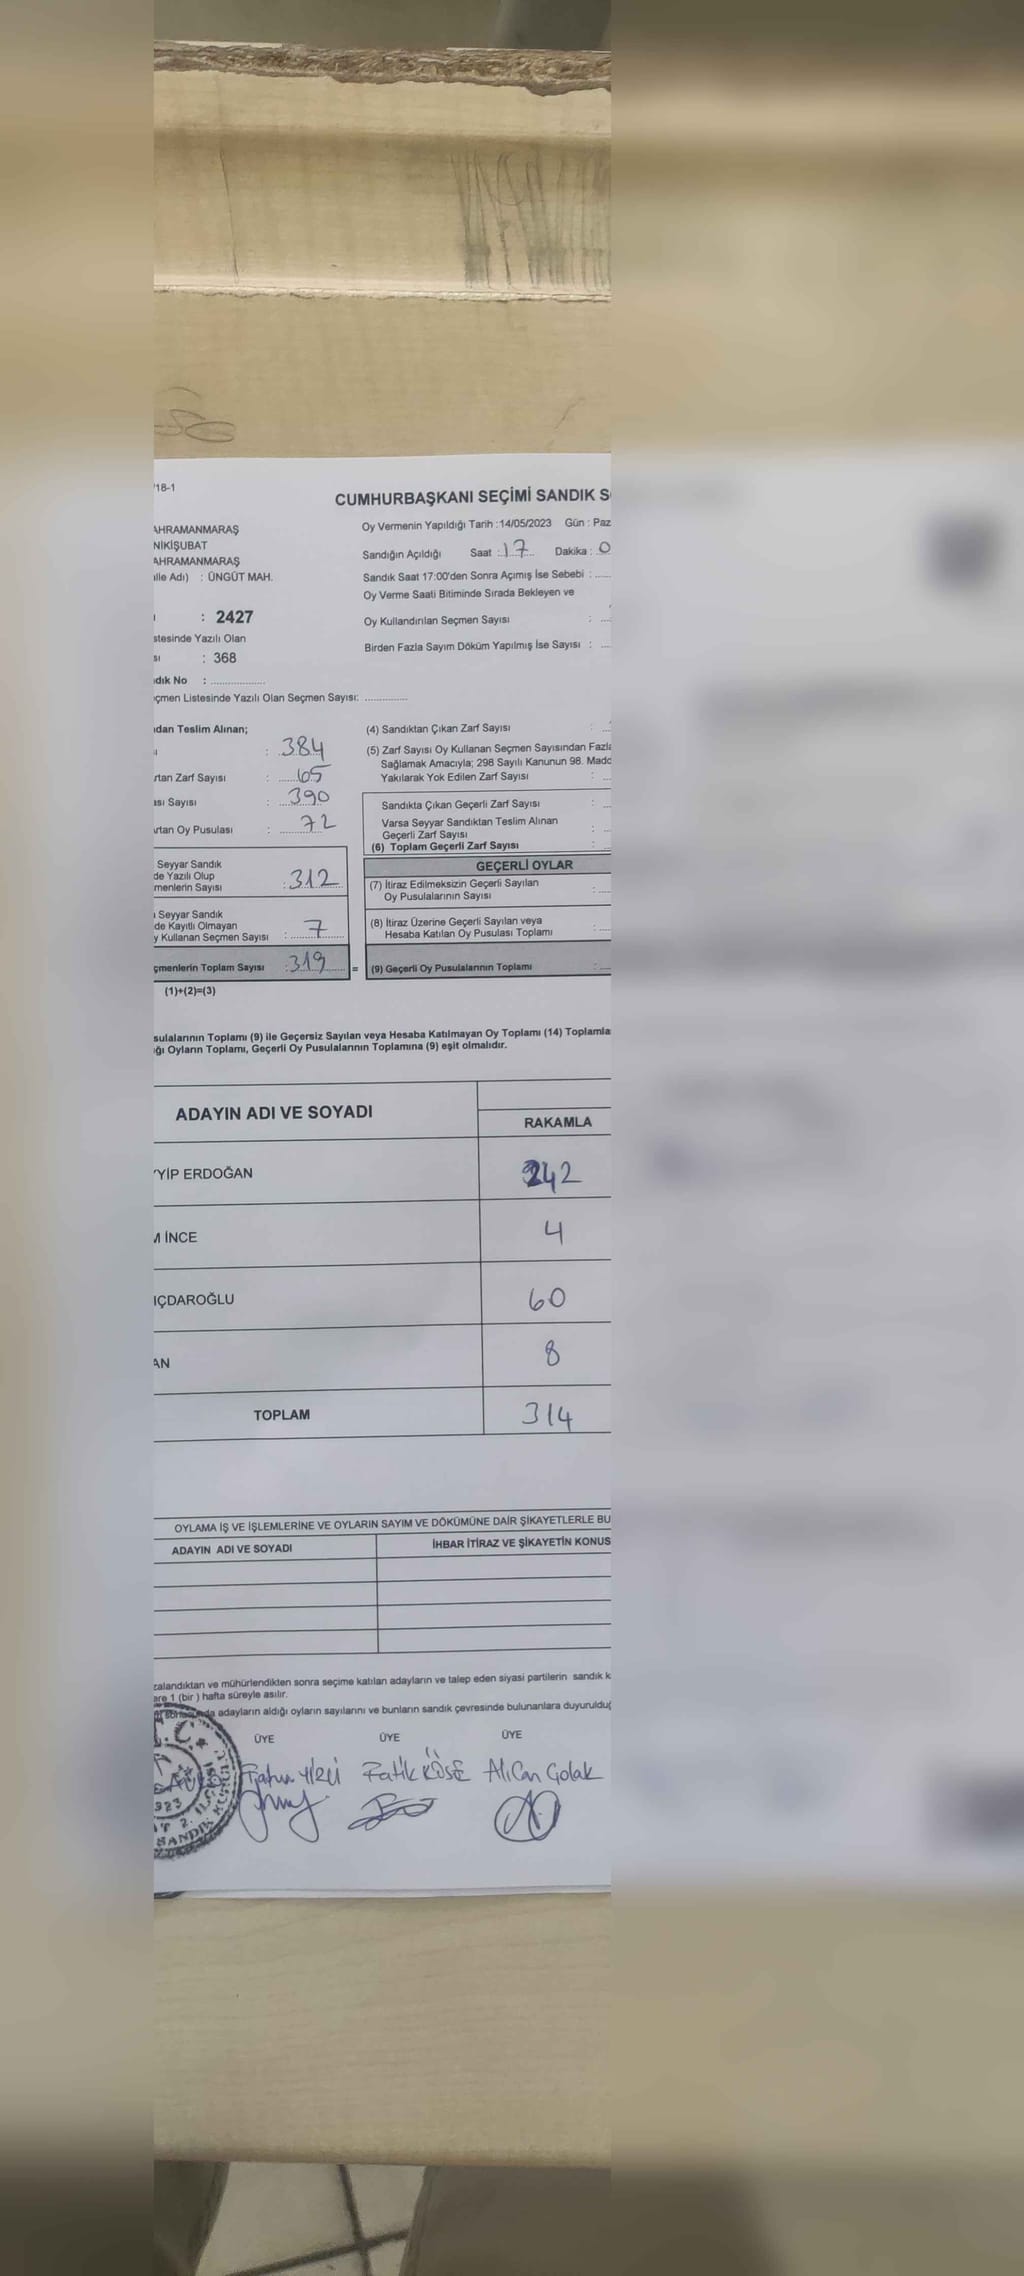 718-1
CUMHURBAŞKANI SEÇİMİ SANDIK S
AHRAMANMARAŞ
NİKİŞUBAT
AHRAMANMARAŞ
lle Adı) : ÜNGÜT MAH.
: 2427
stesinde Yazılı Olan
sı : 368
dık No : ....................
çmen Listesinde Yazılı Olan Seçmen Sayısı: ...............
Oy Vermenin Yapıldığı Tarih :14/05/2023 Gün : Paz
Sandığın Açıldığı Saat : 17 Dakika : 0
Sandık Saat 17:00'den Sonra Açımış İse Sebebi : ......
Oy Verme Saati Bitiminde Sırada Bekleyen ve
Oy Kullandırılan Seçmen Sayısı : ...
Birden Fazla Sayım Döküm Yapılmış İse Sayısı : ...
dan Teslim Alınan;
ı : 384
rtan Zarf Sayısı : 65
ası Sayısı : 390
rtan Oy Pusulası : 72
Seyyar Sandık
de Yazılı Olup
menlerin Sayısı : 312
Seyyar Sandık
de Kayıtlı Olmayan
y Kullanan Seçmen Sayısı : 7
çmenlerin Toplam Sayısı : 319 =
(1)+(2)=(3)
(4) Sandıktan Çıkan Zarf Sayısı : ...
(5) Zarf Sayısı Oy Kullanan Seçmen Sayısından Fazla
Sağlamak Amacıyla; 298 Sayılı Kanunun 98. Madd
Yakılarak Yok Edilen Zarf Sayısı : ...
Sandıkta Çıkan Geçerli Zarf Sayısı : ...
Varsa Seyyar Sandıktan Teslim Alınan
Geçerli Zarf Sayısı : ...
(6) Toplam Geçerli Zarf Sayısı : ...
GEÇERLİ OYLAR
(7) İtiraz Edilmeksizin Geçerli Sayılan
Oy Pusulalarının Sayısı : ...
(8) İtiraz Üzerine Geçerli Sayılan veya
Hesaba Katılan Oy Pusulası Toplamı : ...
(9) Geçerli Oy Pusulalarının Toplamı : ...
sulalarının Toplamı (9) ile Geçersiz Sayılan veya Hesaba Katılmayan Oy Toplamı (14) Toplamla
ğı Oyların Toplamı, Geçerli Oy Pusulalarının Toplamına (9) eşit olmalıdır.
ADAYIN ADI VE SOYADI RAKAMLA
YİP ERDOĞAN 242
M İNCE 4
IÇDAROĞLU 60
AN 8
TOPLAM 314
OYLAMA İŞ VE İŞLEMLERİNE VE OYLARIN SAYIM VE DÖKÜMÜNE DAİR ŞİKAYETLERLE BU
ADAYIN ADI VE SOYADI İHBAR İTİRAZ VE ŞİKAYETİN KONUS
zalandıktan ve mühürlendikten sonra seçime katılan adayların ve talep eden siyasi partilerin sandık k
are 1 (bir ) hafta süreyle asılır.
adayların aldığı oyların sayılarını ve bunların sandık çevresinde bulunanlara duyurulduğ
ÜYE ÜYE ÜYE
KÖSE Alican Çolak
923
SANDIK